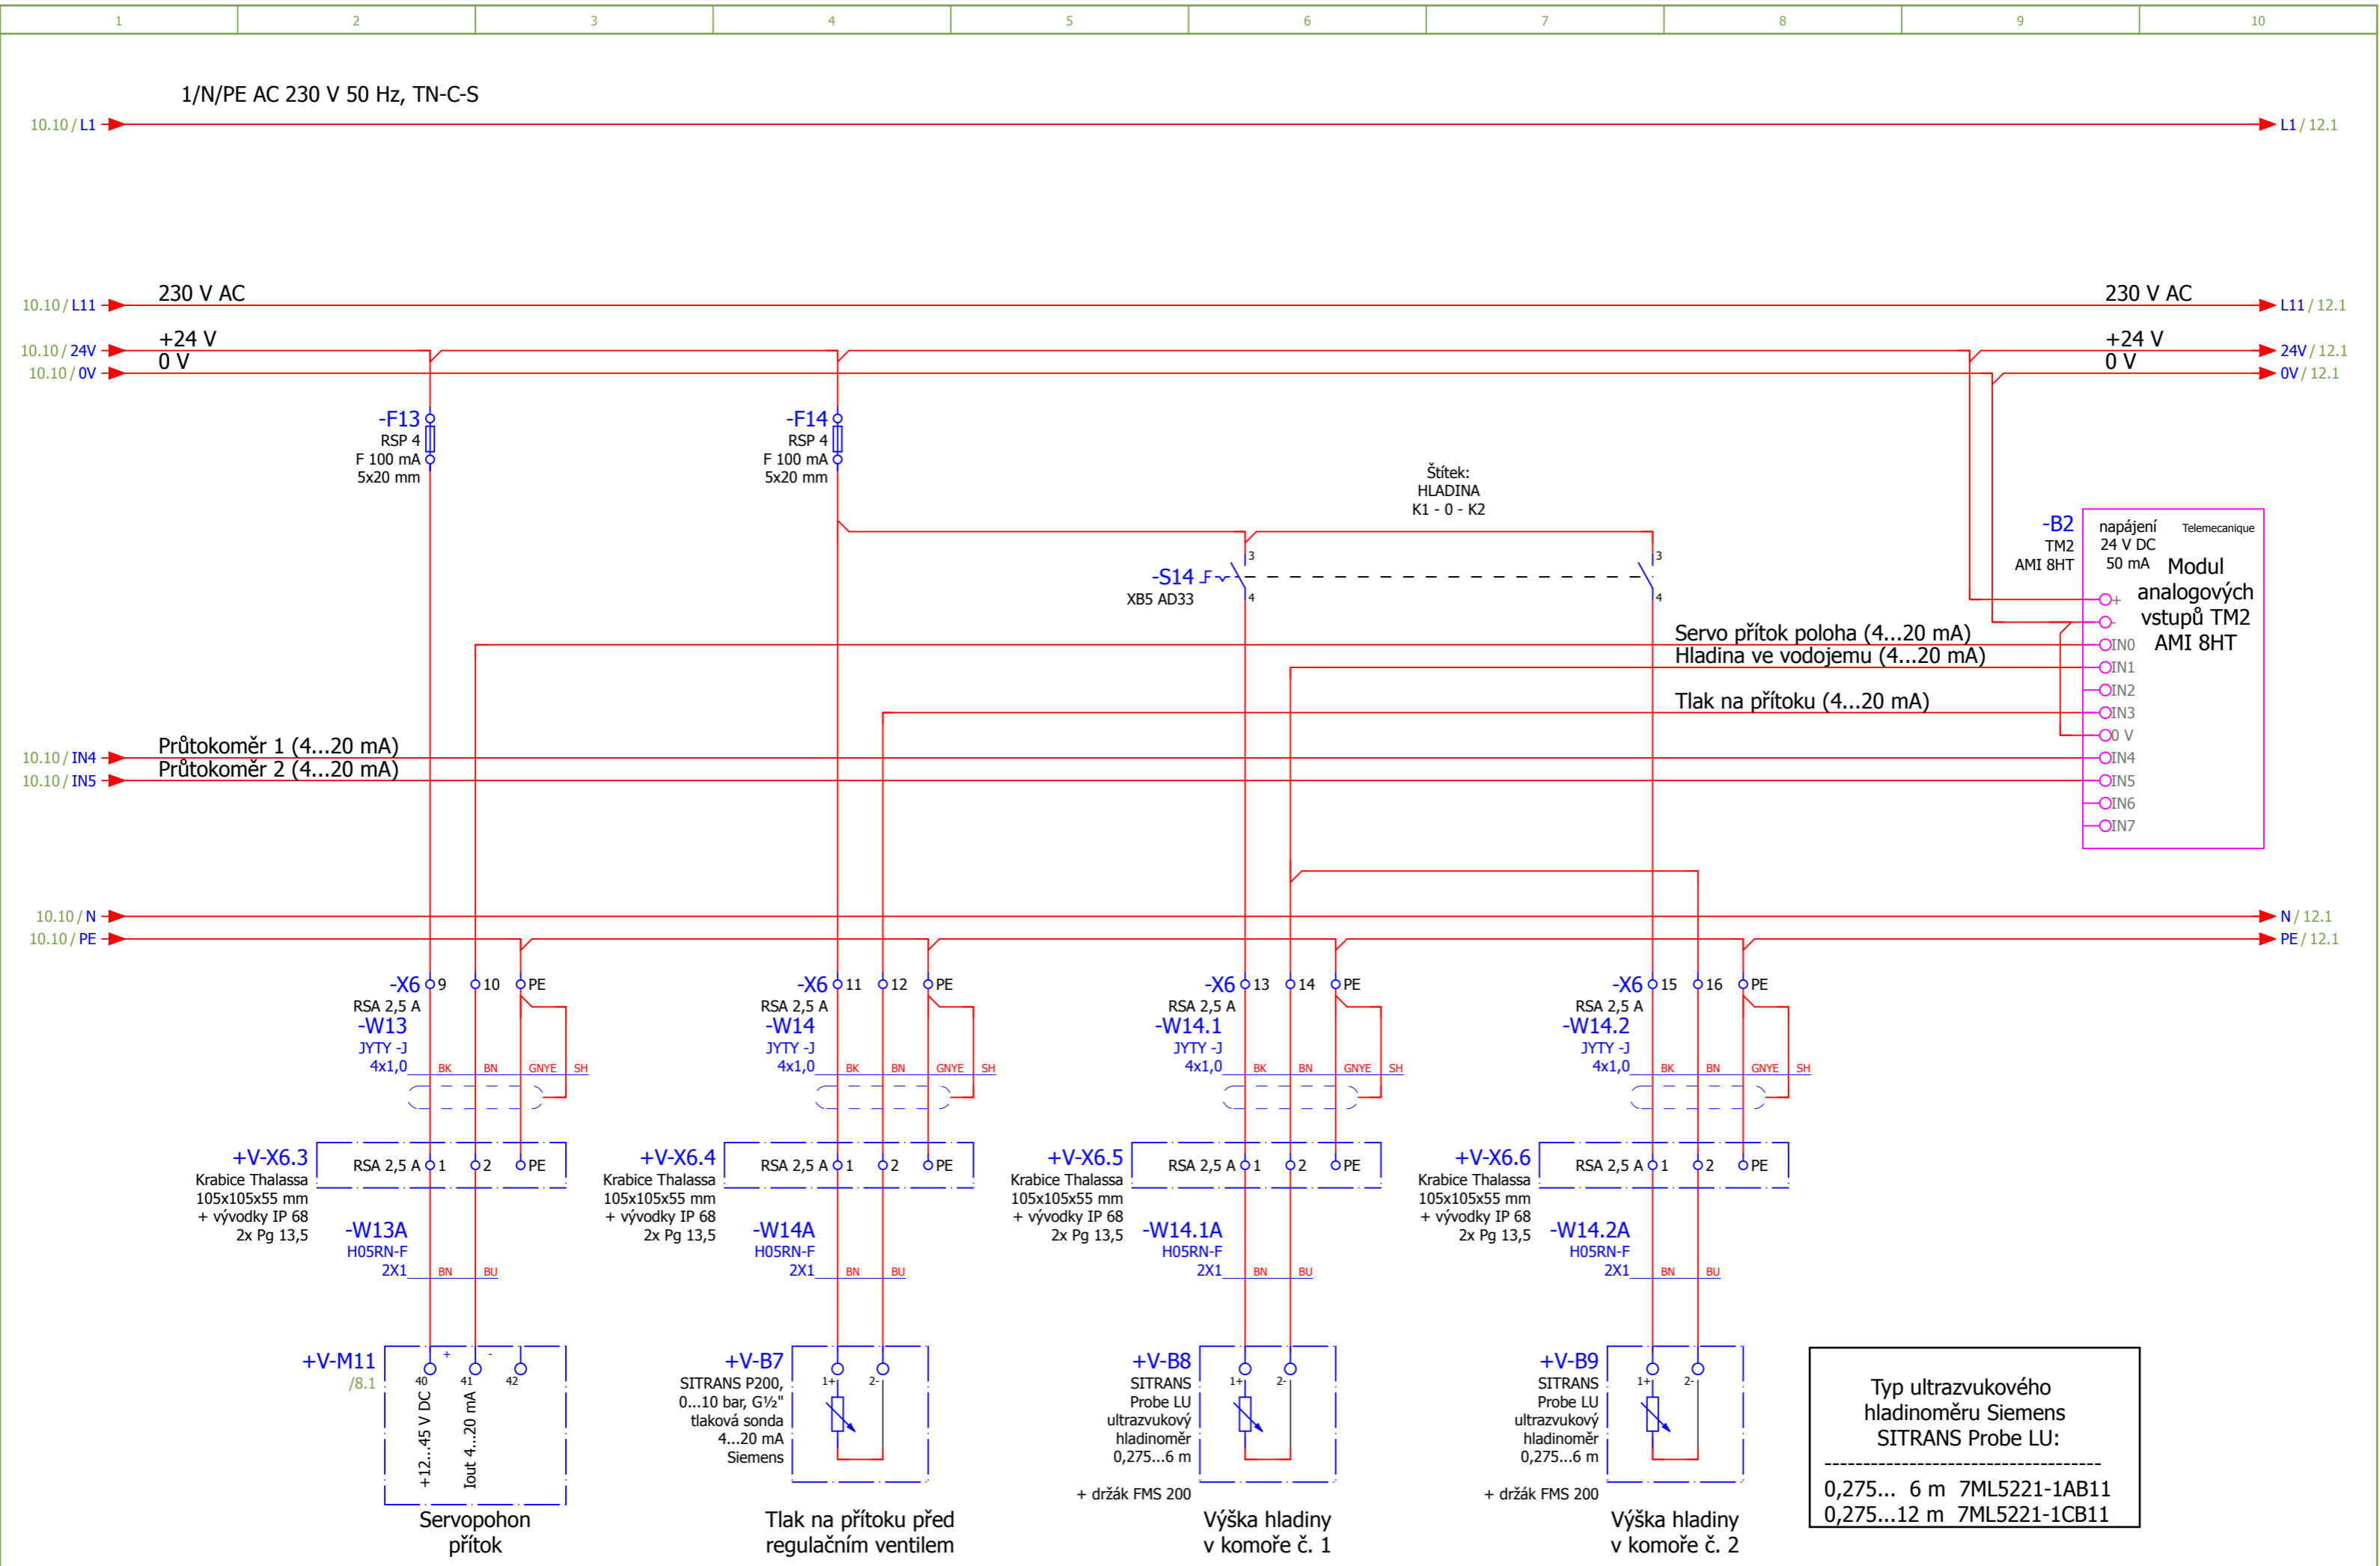 1 2 3 4 5 6 7 8 9 10
1/N/PE AC 230 V 50 Hz, TN-C-S
10.10 / L1
L1 / 12.1
230 V AC
230 V AC
10.10 / L11
L11 / 12.1
+24 V
+24 V
10.10 / 24V
24V / 12.1
0 V
0 V
10.10 / 0V
0V / 12.1
-F13
RSP 4
F 100 mA
5x20 mm
-F14
RSP 4
F 100 mA
5x20 mm
Štítek:
HLADINA
K1 - 0 - K2
-S14
XB5 AD33
3
4
3
4
-B2
TM2
AMI 8HT
napájení
24 V DC
50 mA
Telemecanique
Modul
analogových
vstupů TM2
AMI 8HT
+
-
IN0
IN1
IN2
IN3
0 V
IN4
IN5
IN6
IN7
Servo přítok poloha (4...20 mA)
Hladina ve vodojemu (4...20 mA)
Tlak na přítoku (4...20 mA)
Průtokoměr 1 (4...20 mA)
10.10 / IN4
Průtokoměr 2 (4...20 mA)
10.10 / IN5
10.10 / N
N / 12.1
10.10 / PE
PE / 12.1
-X6 9 10 PE
RSA 2,5 A
-W13
JYTY -J
4x1,0 BK BN GNYE SH
-X6 11 12 PE
RSA 2,5 A
-W14
JYTY -J
4x1,0 BK BN GNYE SH
-X6 13 14 PE
RSA 2,5 A
-W14.1
JYTY -J
4x1,0 BK BN GNYE SH
-X6 15 16 PE
RSA 2,5 A
-W14.2
JYTY -J
4x1,0 BK BN GNYE SH
+V-X6.3
RSA 2,5 A 1 2 PE
Krabice Thalassa
105x105x55 mm
+ vývodky IP 68
2x Pg 13,5
-W13A
H05RN-F
2X1 BN BU
+V-X6.4
RSA 2,5 A 1 2 PE
Krabice Thalassa
105x105x55 mm
+ vývodky IP 68
2x Pg 13,5
-W14A
H05RN-F
2X1 BN BU
+V-X6.5
RSA 2,5 A 1 2 PE
Krabice Thalassa
105x105x55 mm
+ vývodky IP 68
2x Pg 13,5
-W14.1A
H05RN-F
2X1 BN BU
+V-X6.6
RSA 2,5 A 1 2 PE
Krabice Thalassa
105x105x55 mm
+ vývodky IP 68
2x Pg 13,5
-W14.2A
H05RN-F
2X1 BN BU
+V-M11
/8.1
+ -
40 41 42
+12...45 V DC
Iout 4...20 mA
Servopohon
přítok
+V-B7
SITRANS P200,
0...10 bar, G½"
tlaková sonda
4...20 mA
Siemens
1+ 2-
Tlak na přítoku před
regulačním ventilem
+V-B8
SITRANS
Probe LU
ultrazvukový
hladinoměr
0,275...6 m
+ držák FMS 200
1+ 2-
Výška hladiny
v komoře č. 1
+V-B9
SITRANS
Probe LU
ultrazvukový
hladinoměr
0,275...6 m
+ držák FMS 200
1+ 2-
Výška hladiny
v komoře č. 2
Typ ultrazvukového
hladinoměru Siemens
SITRANS Probe LU:
------------------------------------
0,275... 6 m 7ML5221-1AB11
0,275...12 m 7ML5221-1CB11